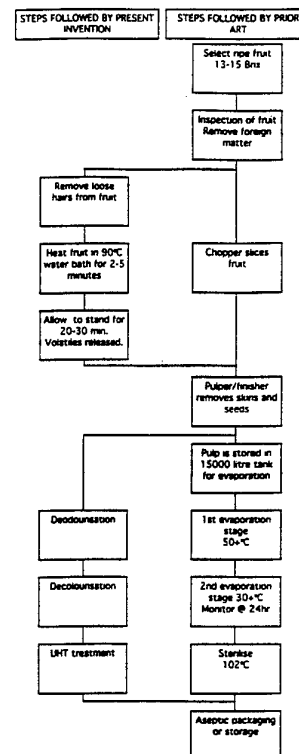 STEPS FOLLOWED BY PRESENT
INVENTION
STEPS FOLLOWED BY PRIOR
ART
Select ripe fruit
13-15 Brix
Inspection of fruit
Remove foreign
matter
Remove loose
hairs from fruit
Heat fruit in 90°C
water bath for 2-5
minutes
Chopper slices
fruit
Allow to stand for
20-30 min.
Volatiles released.
Pulper/finisher
removes skins and
seeds
Pulp is stored in
15000 litre tank
for evaporation
Deodourisation
1st evaporation
stage
50+°C
Decolourisation
2nd evaporation
stage 30+°C
Monitor @ 24hr
UHT treatment
Sterilise
102°C
Aseptic packaging
or storage